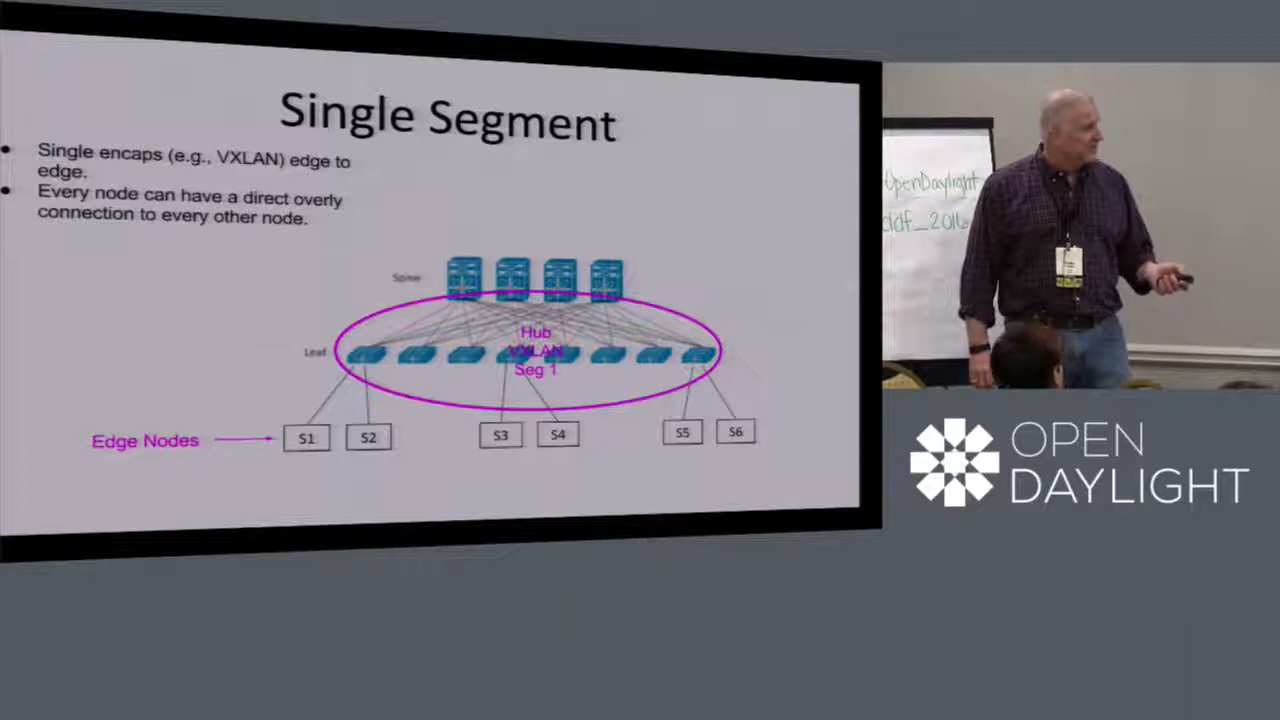 Single Segment
• Single encaps (e.g., VXLAN) edge to
edge.
• Every node can have a direct overly
connection to every other node.
Spine
Hub
Leaf
VXLAN
Seg 1
Edge Nodes
S1
S2
S3
S4
S5
S6
OpenDaylight
ddf_2016
OPEN
DAYLIGHT